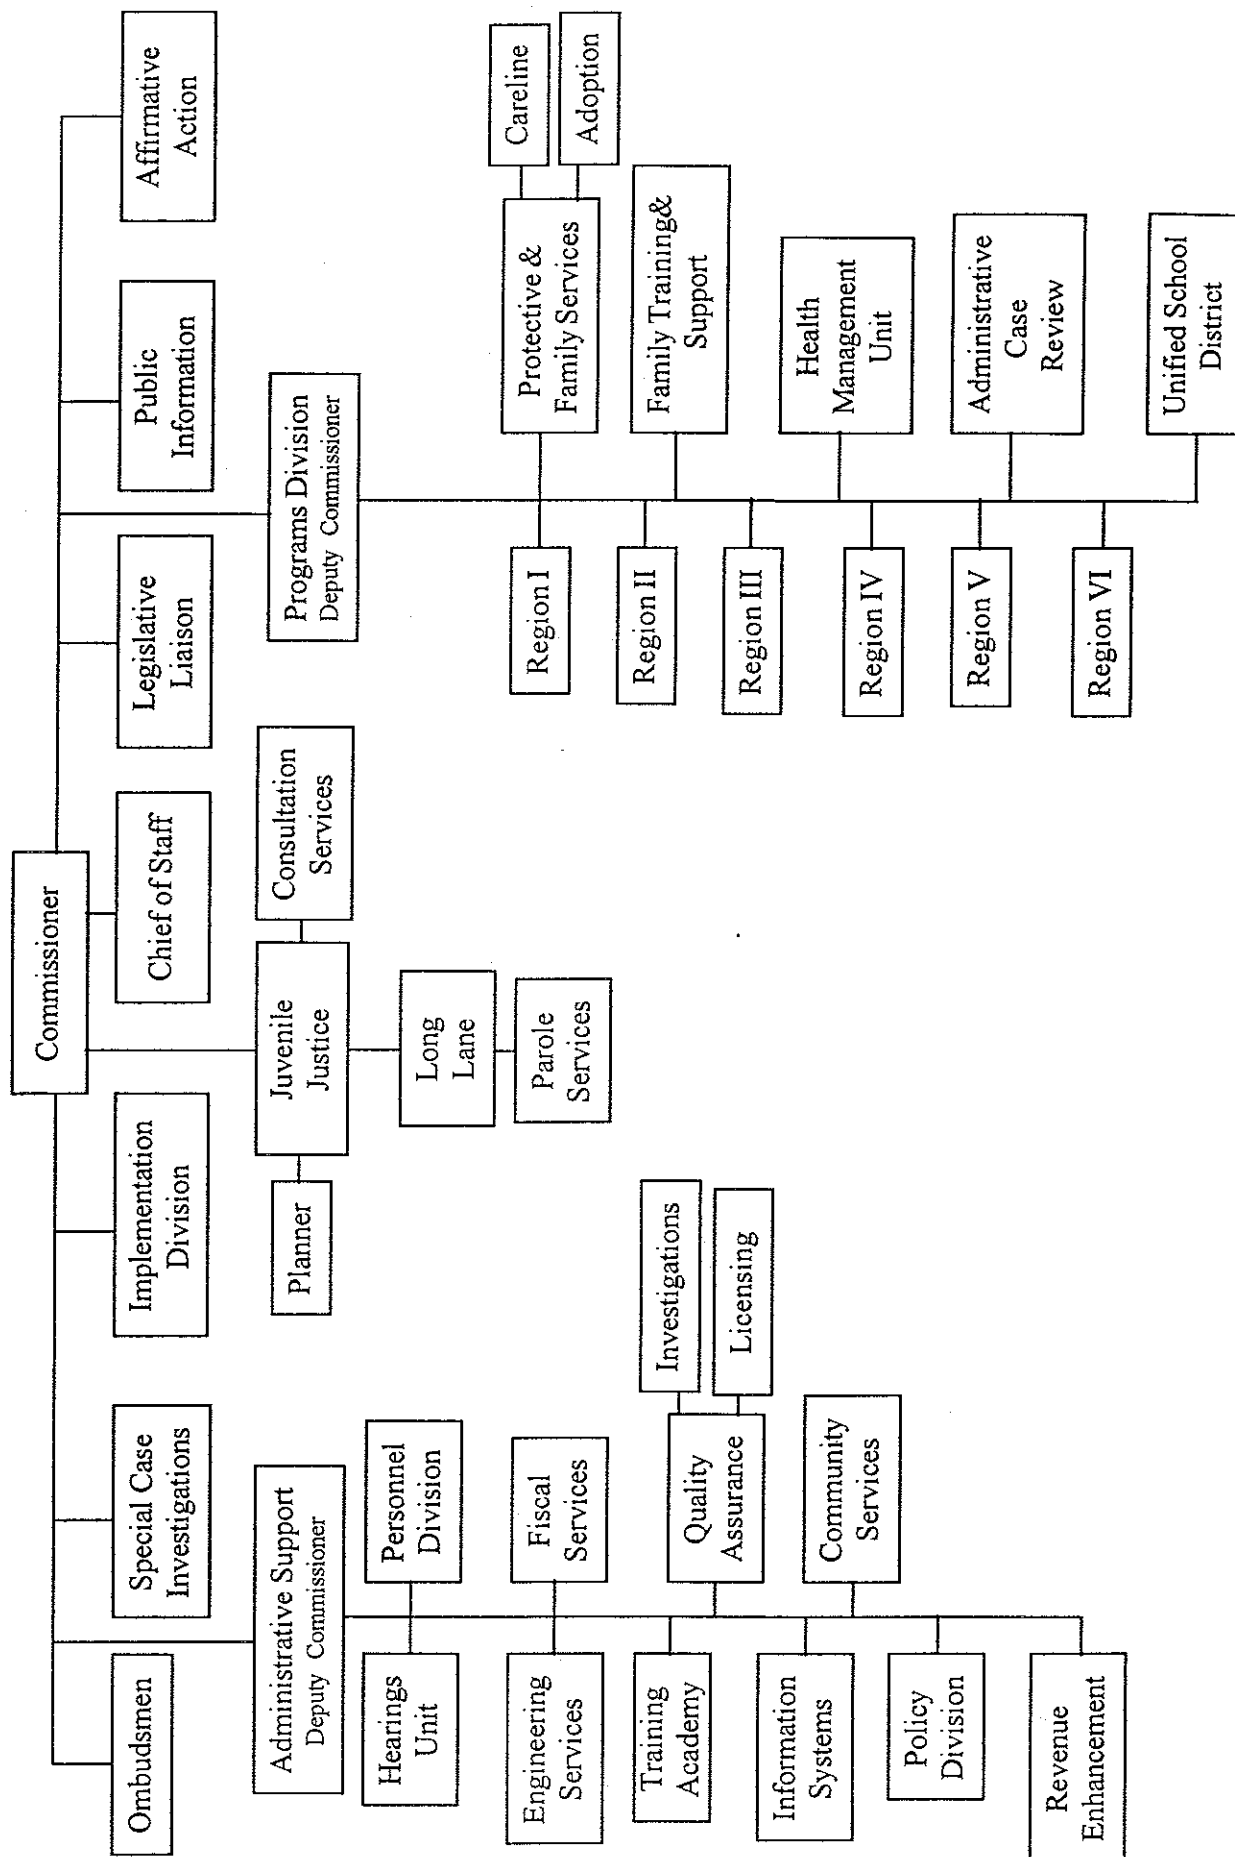 Commissioner
Ombudsmen
Special Case
Investigations
Implementation
Division
Chief of Staff
Legislative
Liaison
Public
Information
Affirmative
Action
Administrative Support
Deputy Commissioner
Juvenile
Justice
Planner
Consultation
Services
Long
Lane
Parole
Services
Programs Division
Deputy Commissioner
Hearings
Unit
Personnel
Division
Engineering
Services
Fiscal
Services
Training
Academy
Quality
Assurance
Investigations
Licensing
Information
Systems
Community
Services
Policy
Division
Revenue
Enhancement
Region I
Protective &
Family Services
Careline
Adoption
Region II
Family Training&
Support
Region III
Health
Management
Unit
Region IV
Region V
Administrative
Case
Review
Region VI
Unified School
District